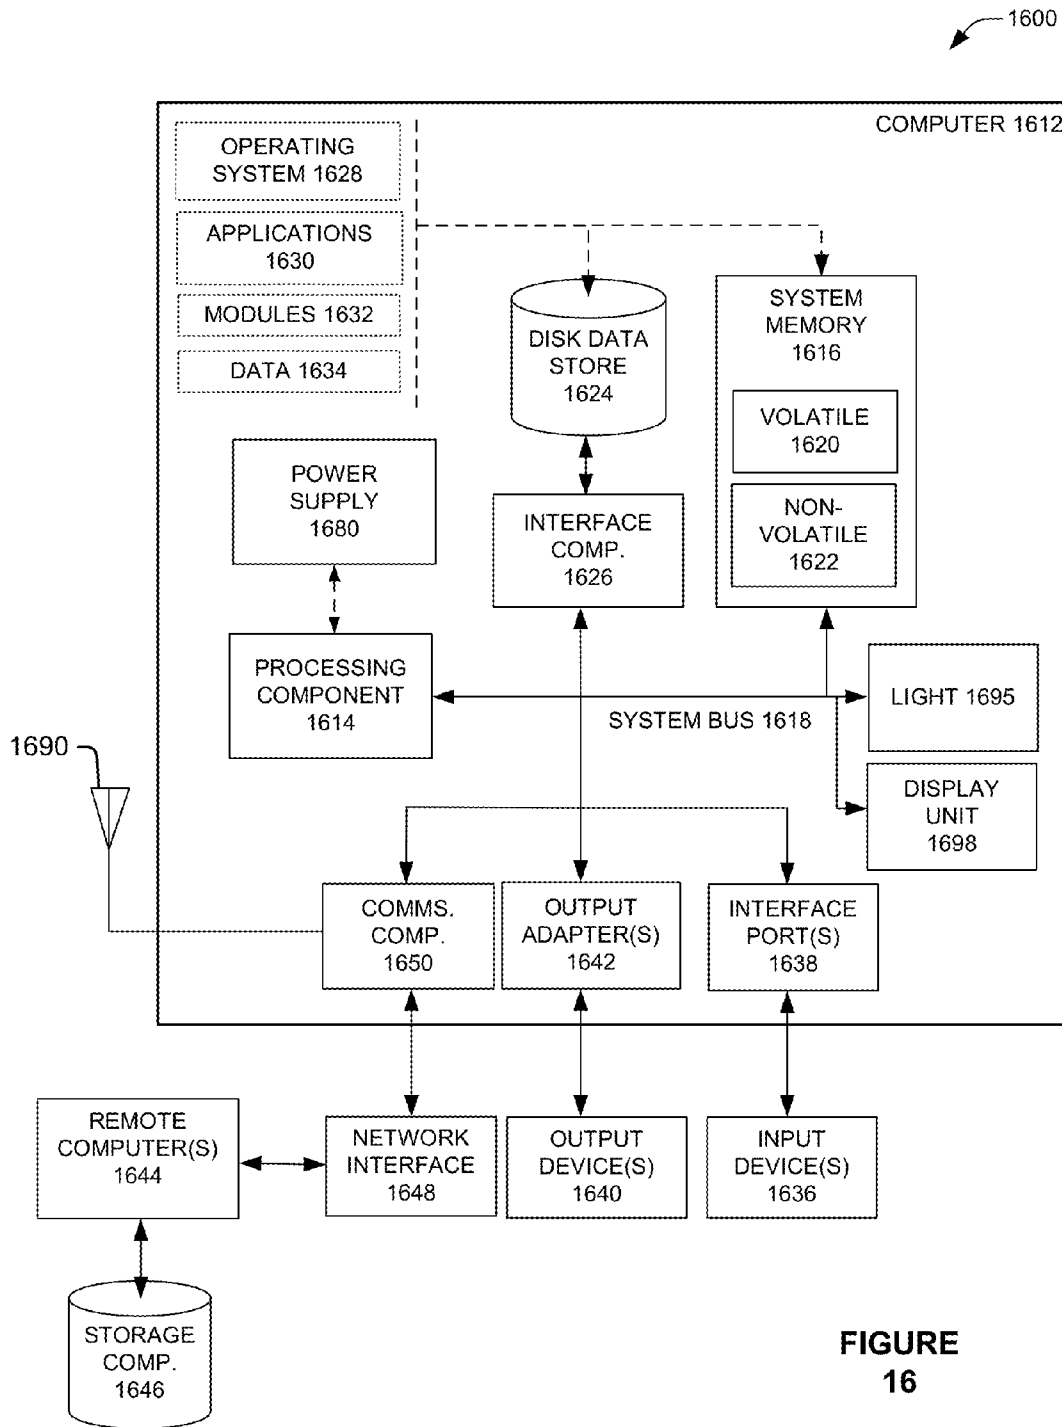 1600
COMPUTER 1612
OPERATING
SYSTEM 1628
APPLICATIONS
1630
MODULES 1632
DATA 1634
DISK DATA
STORE
1624
SYSTEM
MEMORY
1616
VOLATILE
1620
NON-
VOLATILE
1622
POWER
SUPPLY
1680
INTERFACE
COMP.
1626
PROCESSING
COMPONENT
1614
SYSTEM BUS 1618
LIGHT 1695
DISPLAY
UNIT
1698
1690
COMMS.
COMP.
1650
OUTPUT
ADAPTER(S)
1642
INTERFACE
PORT(S)
1638
REMOTE
COMPUTER(S)
1644
NETWORK
INTERFACE
1648
OUTPUT
DEVICE(S)
1640
INPUT
DEVICE(S)
1636
STORAGE
COMP.
1646
FIGURE
16